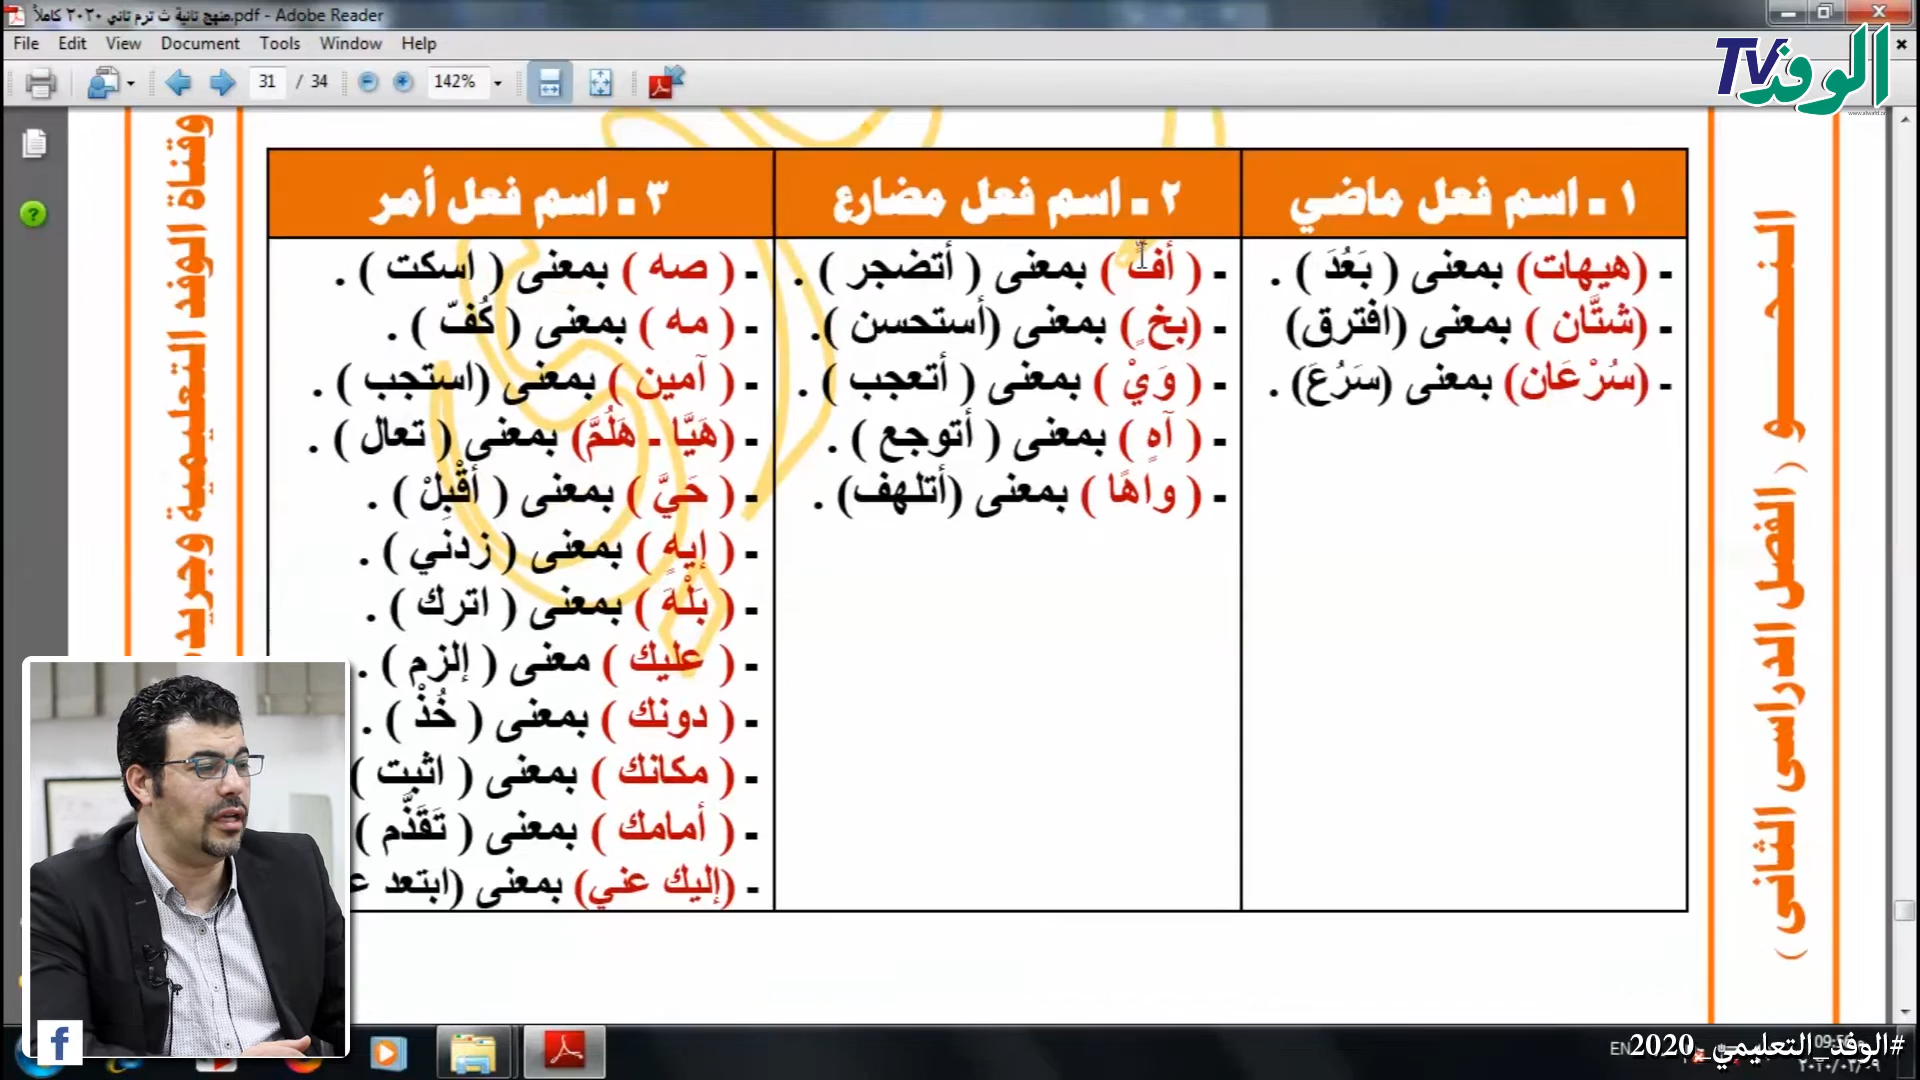 منهج تانية ث ترم تاني ٢٠٢٠ كاملاً.pdf - Adobe Reader
File Edit View Document Tools Window Help
31 / 34 142%
الوفد TV
وقناة الوفد التعليمية وجريدة
النحـــــو ( الفصل الدراسى الثانى )
١ - اسم فعل ماضي
- (هيهات) بمعنى ( بَعُدَ ) .
- (شتَّان ) بمعنى (افترق)
- (سُرْعَان) بمعنى (سَرُعَ) .
٢ - اسم فعل مضارع
- ( أفٍّ ) بمعنى ( أتضجر ) .
- (بخٍ ) بمعنى (أستحسن ).
- ( وَيْ ) بمعنى ( أتعجب ) .
- ( آهٍ ) بمعنى ( أتوجع ) .
- ( واهًا ) بمعنى (أتلهف) .
٣ - اسم فعل أمر
- ( صه ) بمعنى ( اسكت ) .
- ( مه ) بمعنى ( كُفّ ) .
- ( آمين ) بمعنى (استجب ) .
- (هَيَّا - هَلُمَّ) بمعنى ( تعال ) .
- ( حَيَّ ) بمعنى ( أقْبِلْ ) .
- ( إيهٍ ) بمعنى ( زدني ) .
- ( بَلْهَ ) بمعنى ( اترك ) .
- ( عليك ) معنى ( إلزم ) .
- ( دونك ) بمعنى ( خُذْ ) .
- ( مكانك ) بمعنى ( اثبت )
- ( أمامك ) بمعنى ( تَقَدَّم )
- (إليك عني) بمعنى (ابتعد
EN
#الوفد_التعليمي_2020